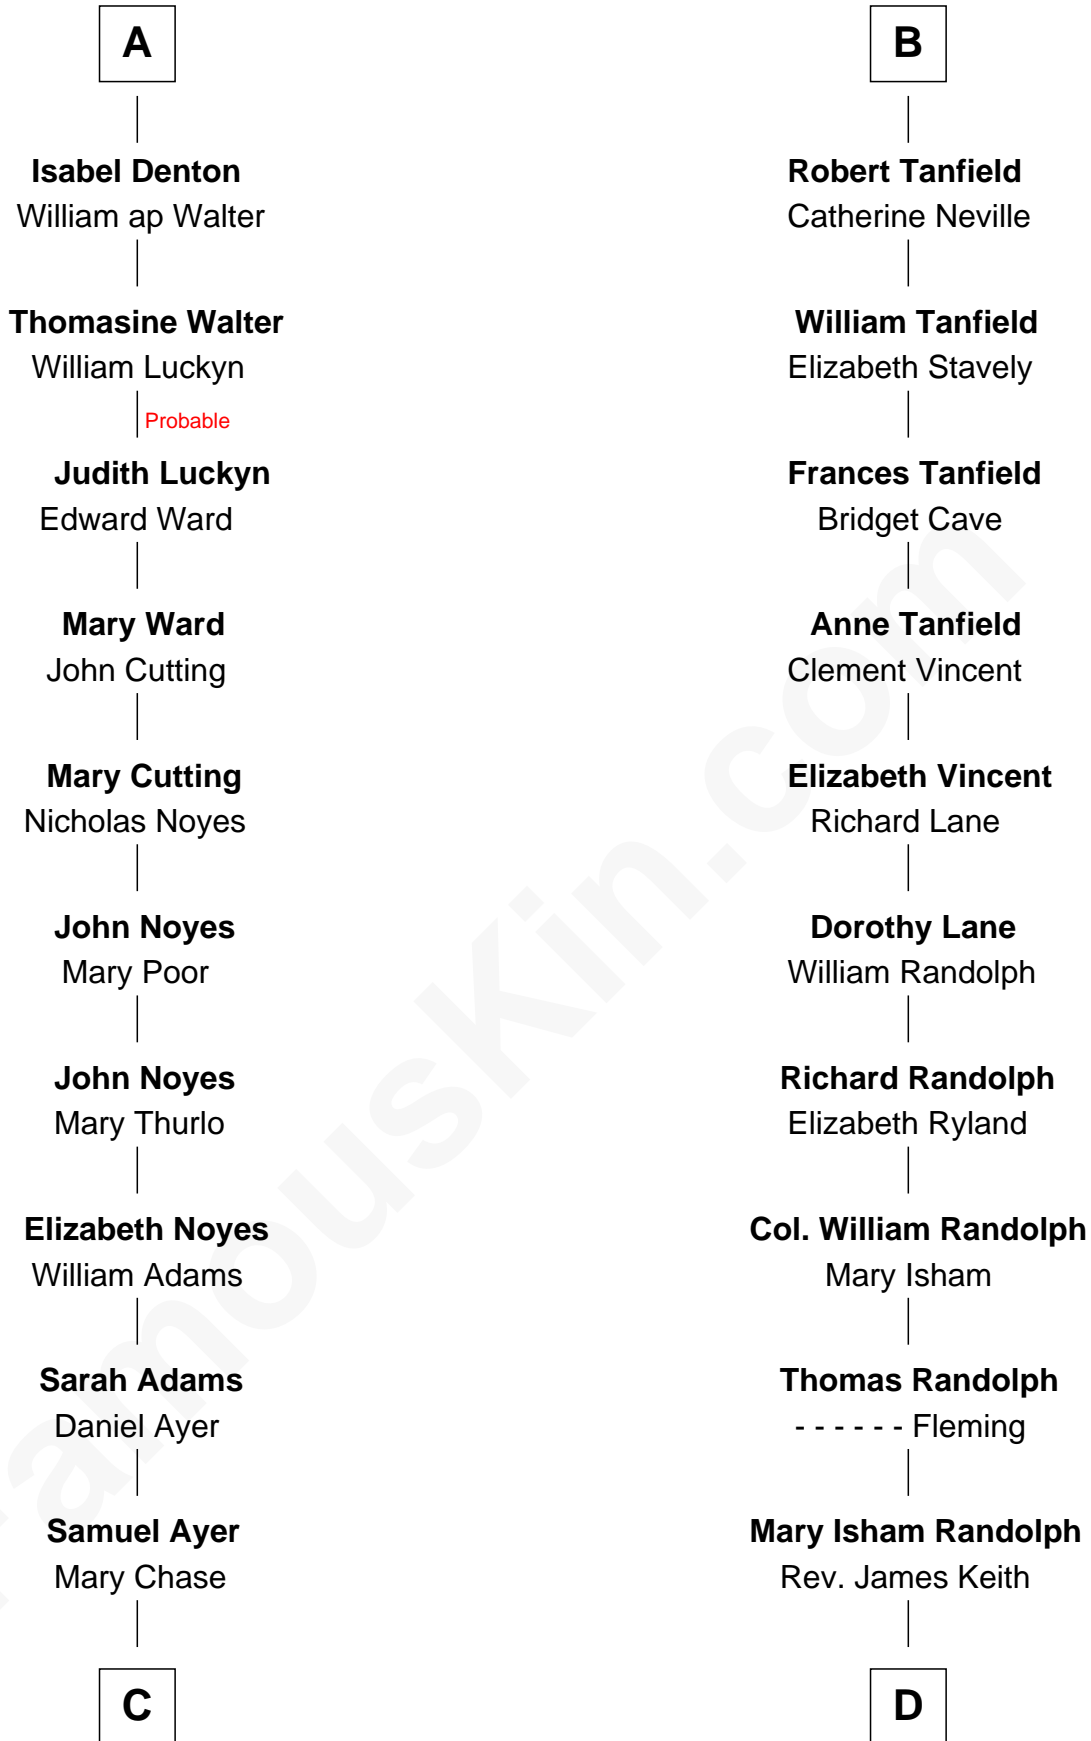 A
Isabel Denton
William ap Walter
Thomasine Walter
William Luckyn
Probable
Judith Luckyn
Edward Ward
Mary Ward
John Cutting
Mary Cutting
Nicholas Noyes
John Noyes
Mary Poor
John Noyes
Mary Thurlo
Elizabeth Noyes
William Adams
Sarah Adams
Daniel Ayer
Samuel Ayer
Mary Chase
C
B
Robert Tanfield
Catherine Neville
William Tanfield
Elizabeth Stavely
Frances Tanfield
Bridget Cave
Anne Tanfield
Clement Vincent
Elizabeth Vincent
Richard Lane
Dorothy Lane
William Randolph
Richard Randolph
Elizabeth Ryland
Col. William Randolph
Mary Isham
Thomas Randolph
- - - - - - Fleming
Mary Isham Randolph
Rev. James Keith
D
FamousKin.com